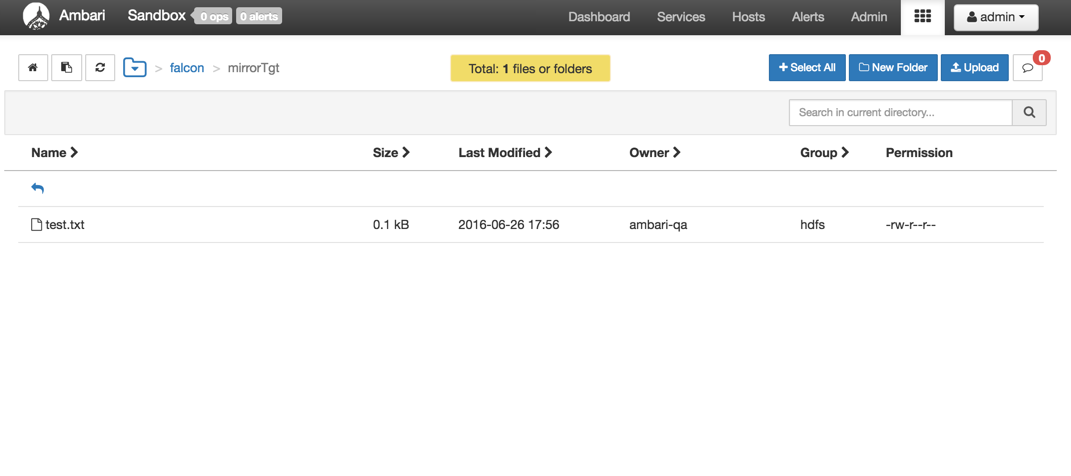 Ambari Sandbox 0 ops 0 alerts Dashboard Services Hosts Alerts Admin admin
> falcon > mirrorTgt Total: 1 files or folders Select All New Folder Upload 0
Search in current directory...
Name Size Last Modified Owner Group Permission
test.txt 0.1 kB 2016-06-26 17:56 ambari-qa hdfs -rw-r--r--